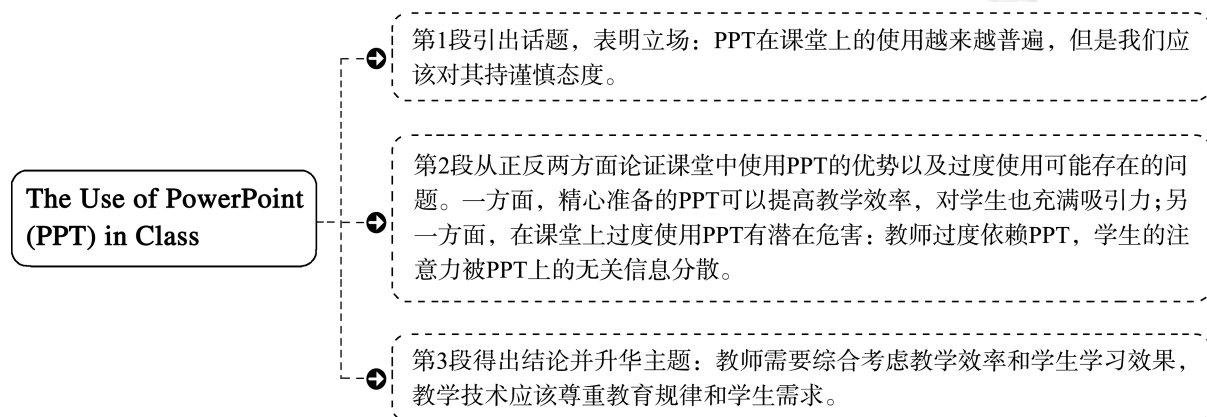 The Use of PowerPoint
(PPT) in Class
第1段引出话题，表明立场：PPT在课堂上的使用越来越普遍，但是我们应
该对其持谨慎态度。
第2段从正反两方面论证课堂中使用PPT的优势以及过度使用可能存在的问
题。一方面，精心准备的PPT可以提高教学效率，对学生也充满吸引力；另
一方面，在课堂上过度使用PPT有潜在危害：教师过度依赖PPT，学生的注
意力被PPT上的无关信息分散。
第3段得出结论并升华主题：教师需要综合考虑教学效率和学生学习效果，
教学技术应该尊重教育规律和学生需求。